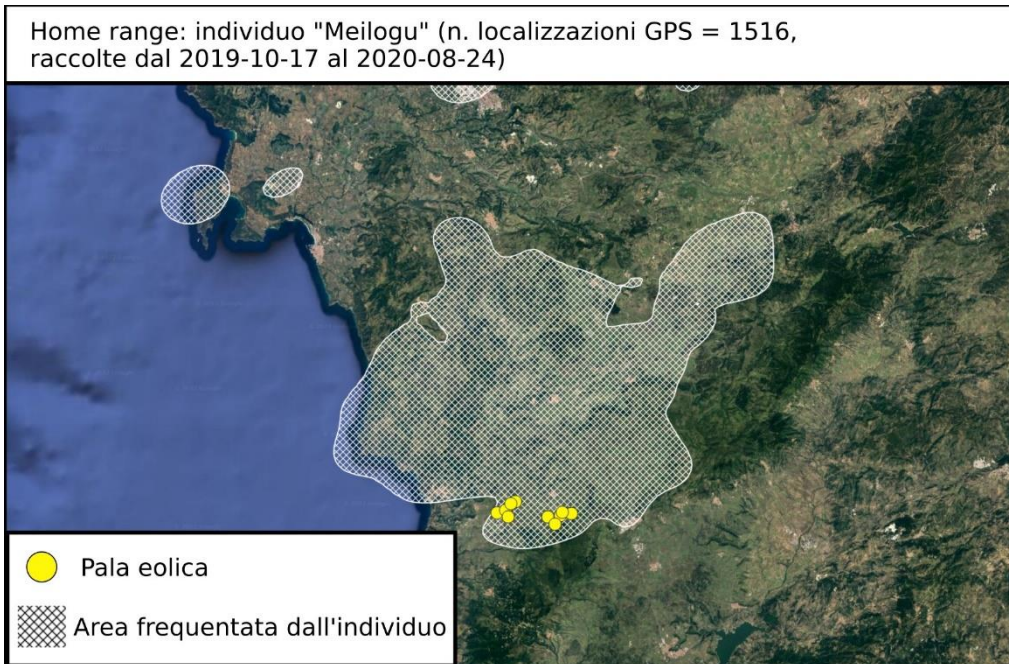 Home range: individuo "Meilogu" (n. localizzazioni GPS = 1516,
raccolte dal 2019-10-17 al 2020-08-24)
Pala eolica
Area frequentata dall'individuo